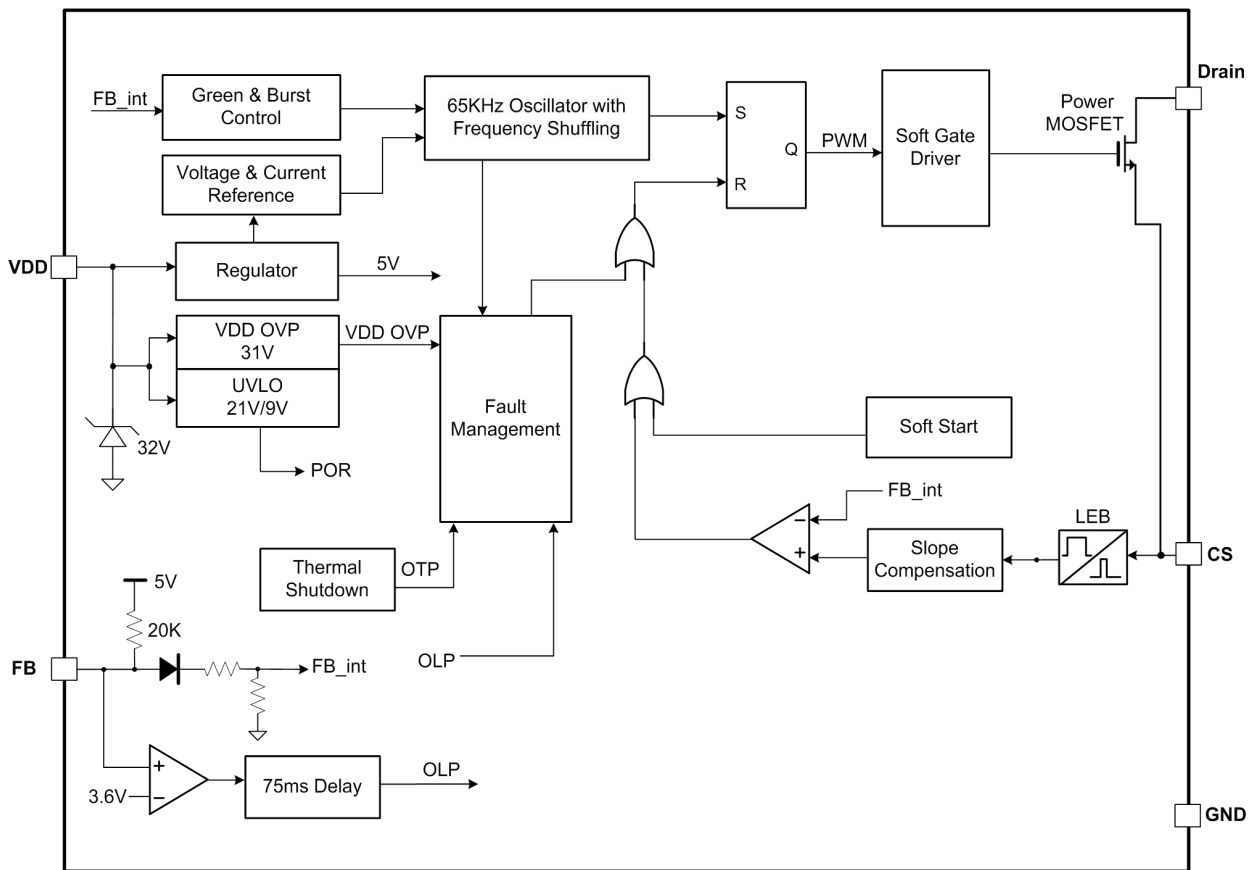 Drain
FB_int
Green & Burst
Control
65KHz Oscillator with
Frequency Shuffling
S
Q
R
PWM
Soft Gate
Driver
Power
MOSFET
Voltage & Current
Reference
VDD
Regulator
5V
VDD OVP
31V
VDD OVP
UVLO
21V/9V
32V
POR
Fault
Management
Soft Start
FB_int
−
+
Slope
Compensation
LEB
CS
Thermal
Shutdown
OTP
5V
20K
FB
FB_int
OLP
+
−
3.6V
75ms Delay
OLP
GND